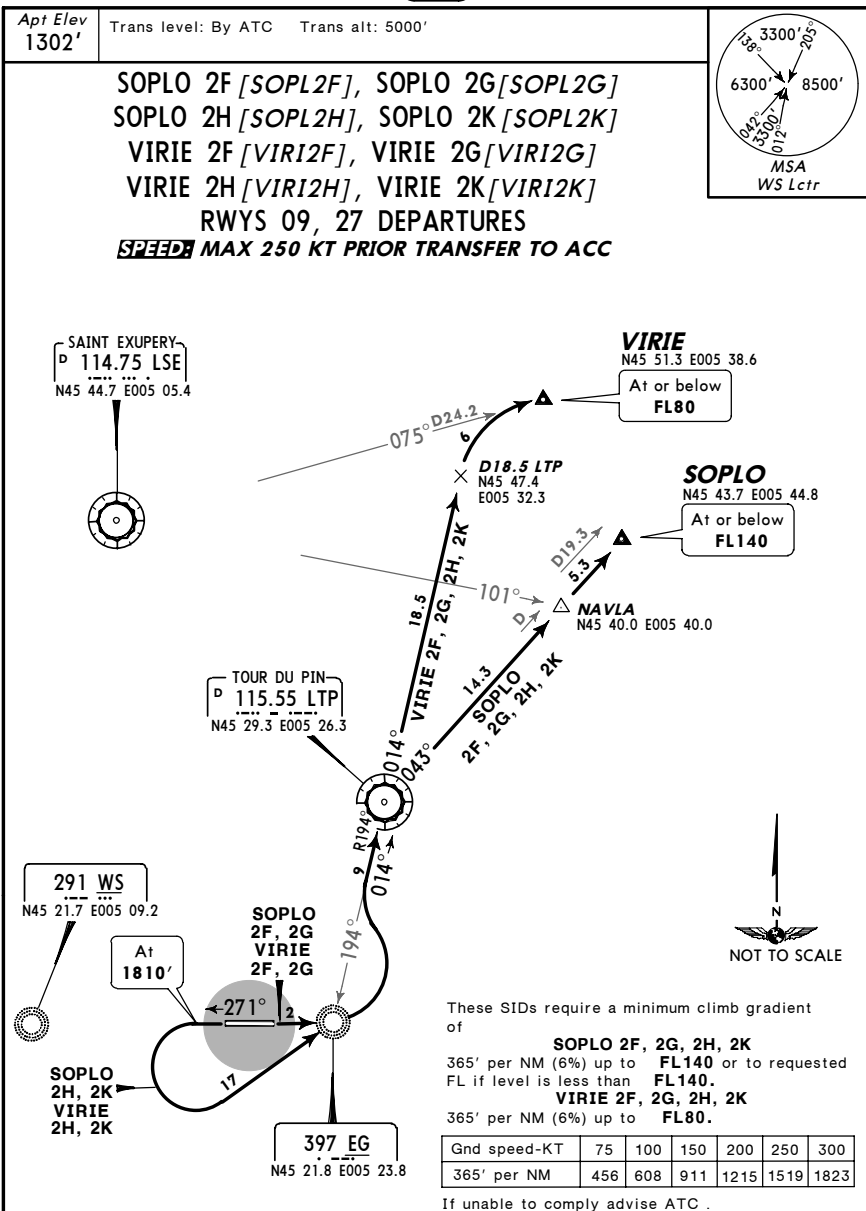 Apt Elev
1302'
Trans level: By ATC Trans alt: 5000'
SOPLO 2F [SOPL2F], SOPLO 2G[SOPL2G]
SOPLO 2H [SOPL2H], SOPLO 2K[SOPL2K]
VIRIE 2F [VIRI2F], VIRIE 2G[VIRI2G]
VIRIE 2H [VIRI2H], VIRIE 2K[VIRI2K]
RWYS 09, 27 DEPARTURES
SPEED: MAX 250 KT PRIOR TRANSFER TO ACC
138°
3300'
205°
6300'
8500'
042°
3300'
012°
MSA
WS Lctr
SAINT EXUPERY
D 114.75 LSE
N45 44.7 E005 05.4
VIRIE
N45 51.3 E005 38.6
At or below
FL80
075°
D24.2
6
D18.5 LTP
N45 47.4
E005 32.3
SOPLO
N45 43.7 E005 44.8
At or below
FL140
D19.3
5.3
101°
D
NAVLA
N45 40.0 E005 40.0
18.5
VIRIE 2F, 2G, 2H, 2K
14.3
SOPLO
2F, 2G, 2H, 2K
TOUR DU PIN
D 115.55 LTP
N45 29.3 E005 26.3
014°
043°
R194°
9
014°
194°
291 WS
N45 21.7 E005 09.2
At
1810'
SOPLO
2F, 2G
VIRIE
2F, 2G
271°
2
17
SOPLO
2H, 2K
VIRIE
2H, 2K
397 EG
N45 21.8 E005 23.8
N
NOT TO SCALE
These SIDs require a minimum climb gradient
of
SOPLO 2F, 2G, 2H, 2K
365' per NM (6%) up to FL140 or to requested
FL if level is less than FL140.
VIRIE 2F, 2G, 2H, 2K
365' per NM (6%) up to FL80.
Gnd speed-KT 75 100 150 200 250 300
365' per NM 456 608 911 1215 1519 1823
If unable to comply advise ATC .